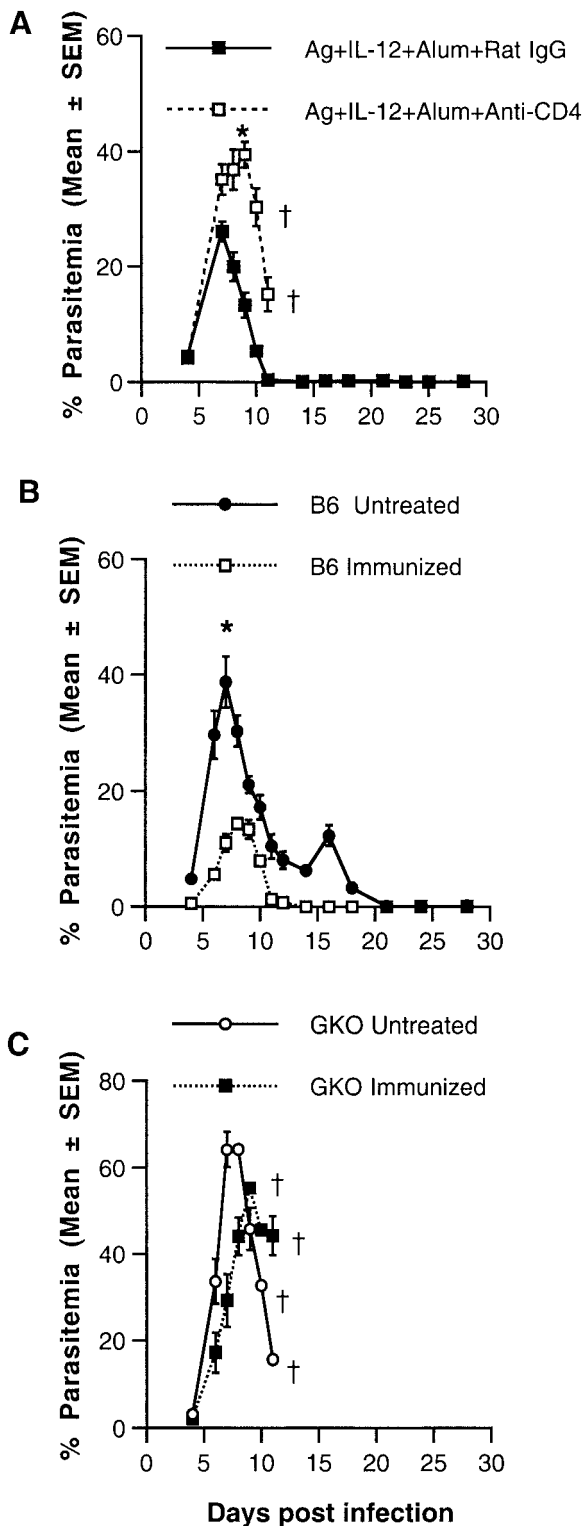 A
% Parasitemia (Mean ± SEM)
60
40
20
0
Ag+IL-12+Alum+Rat IgG
Ag+IL-12+Alum+Anti-CD4
*
†
†
0 5 10 15 20 25 30
B
% Parasitemia (Mean ± SEM)
B6 Untreated
B6 Immunized
60
40
20
0
*
0 5 10 15 20 25 30
C
% Parasitemia (Mean ± SEM)
GKO Untreated
GKO Immunized
80
60
40
20
0
†
†
†
†
0 5 10 15 20 25 30
Days post infection